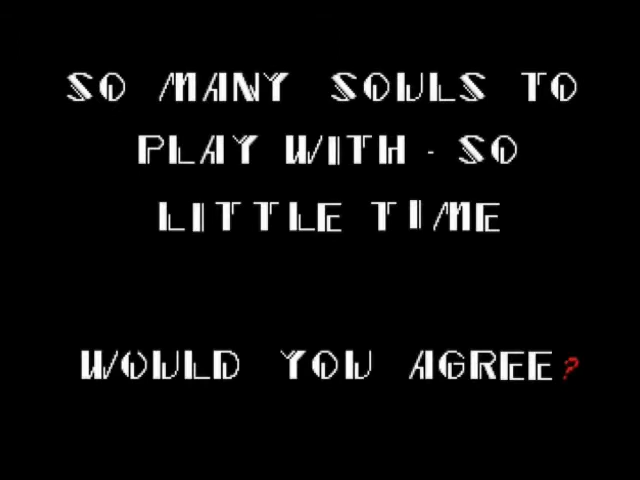 SO MANY SOULS TO
PLAY WITH - SO
LITTLE TIME
WOULD YOU AGREE?